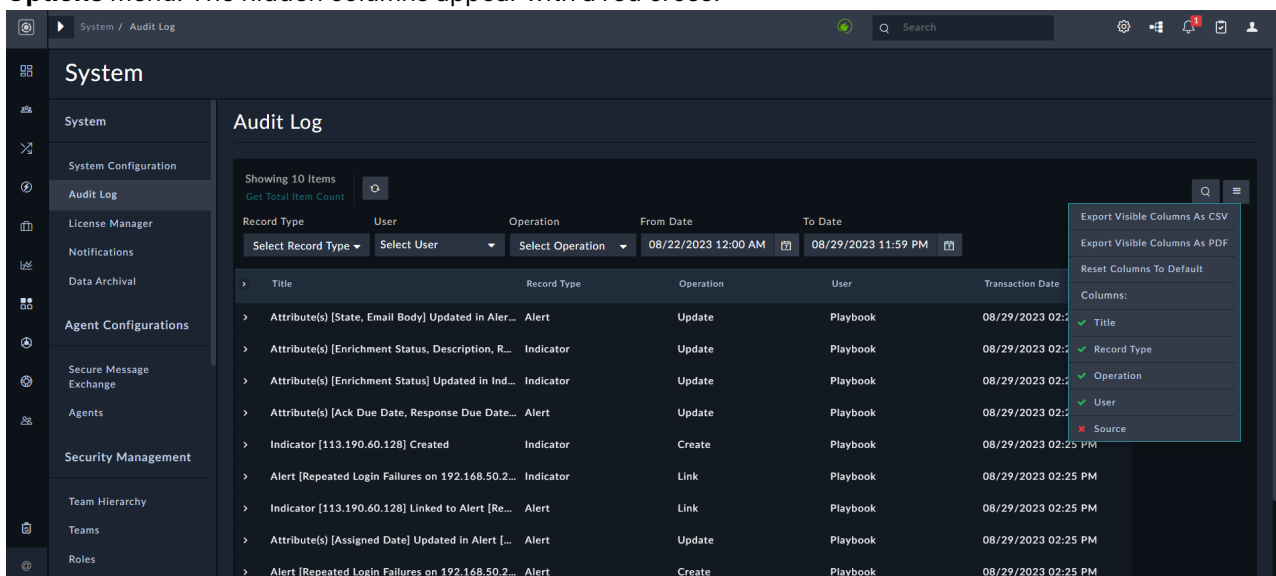 Options menu. The hidden columns appear with a red cross.
System / Audit Log
Search
1
System
System
System Configuration
Audit Log
License Manager
Notifications
Data Archival
Agent Configurations
Secure Message
Exchange
Agents
Security Management
Team Hierarchy
Teams
Roles
Audit Log
Showing 10 Items
Get Total Item Count
Record Type User Operation From Date To Date
Select Record Type Select User Select Operation 08/22/2023 12:00 AM 08/29/2023 11:59 PM
Title Record Type Operation User Transaction Date
Attribute(s) [State, Email Body] Updated in Aler... Alert Update Playbook 08/29/2023 02:2
Attribute(s) [Enrichment Status, Description, R... Indicator Update Playbook 08/29/2023 02:2
Attribute(s) [Enrichment Status] Updated in Ind... Indicator Update Playbook 08/29/2023 02:2
Attribute(s) [Ack Due Date, Response Due Date... Alert Update Playbook 08/29/2023 02:2
Indicator [113.190.60.128] Created Indicator Create Playbook 08/29/2023 02:25 PM
Alert [Repeated Login Failures on 192.168.50.2... Indicator Link Playbook 08/29/2023 02:25 PM
Indicator [113.190.60.128] Linked to Alert [Re... Alert Link Playbook 08/29/2023 02:25 PM
Attribute(s) [Assigned Date] Updated in Alert [... Alert Update Playbook 08/29/2023 02:25 PM
Alert [Repeated Login Failures on 192.168.50.2... Alert Create Playbook 08/29/2023 02:25 PM
Export Visible Columns As CSV
Export Visible Columns As PDF
Reset Columns To Default
Columns:
Title
Record Type
Operation
User
Source